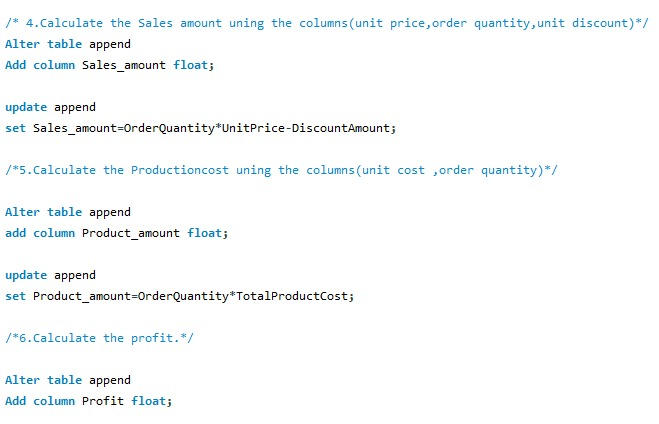 /* 4.Calculate the Sales amount uning the columns(unit price,order quantity,unit discount)*/
Alter table append
Add column Sales_amount float;
update append
set Sales_amount=OrderQuantity*UnitPrice-DiscountAmount;
/*5.Calculate the Productioncost uning the columns(unit cost ,order quantity)*/
Alter table append
add column Product_amount float;
update append
set Product_amount=OrderQuantity*TotalProductCost;
/*6.Calculate the profit.*/
Alter table append
Add column Profit float;